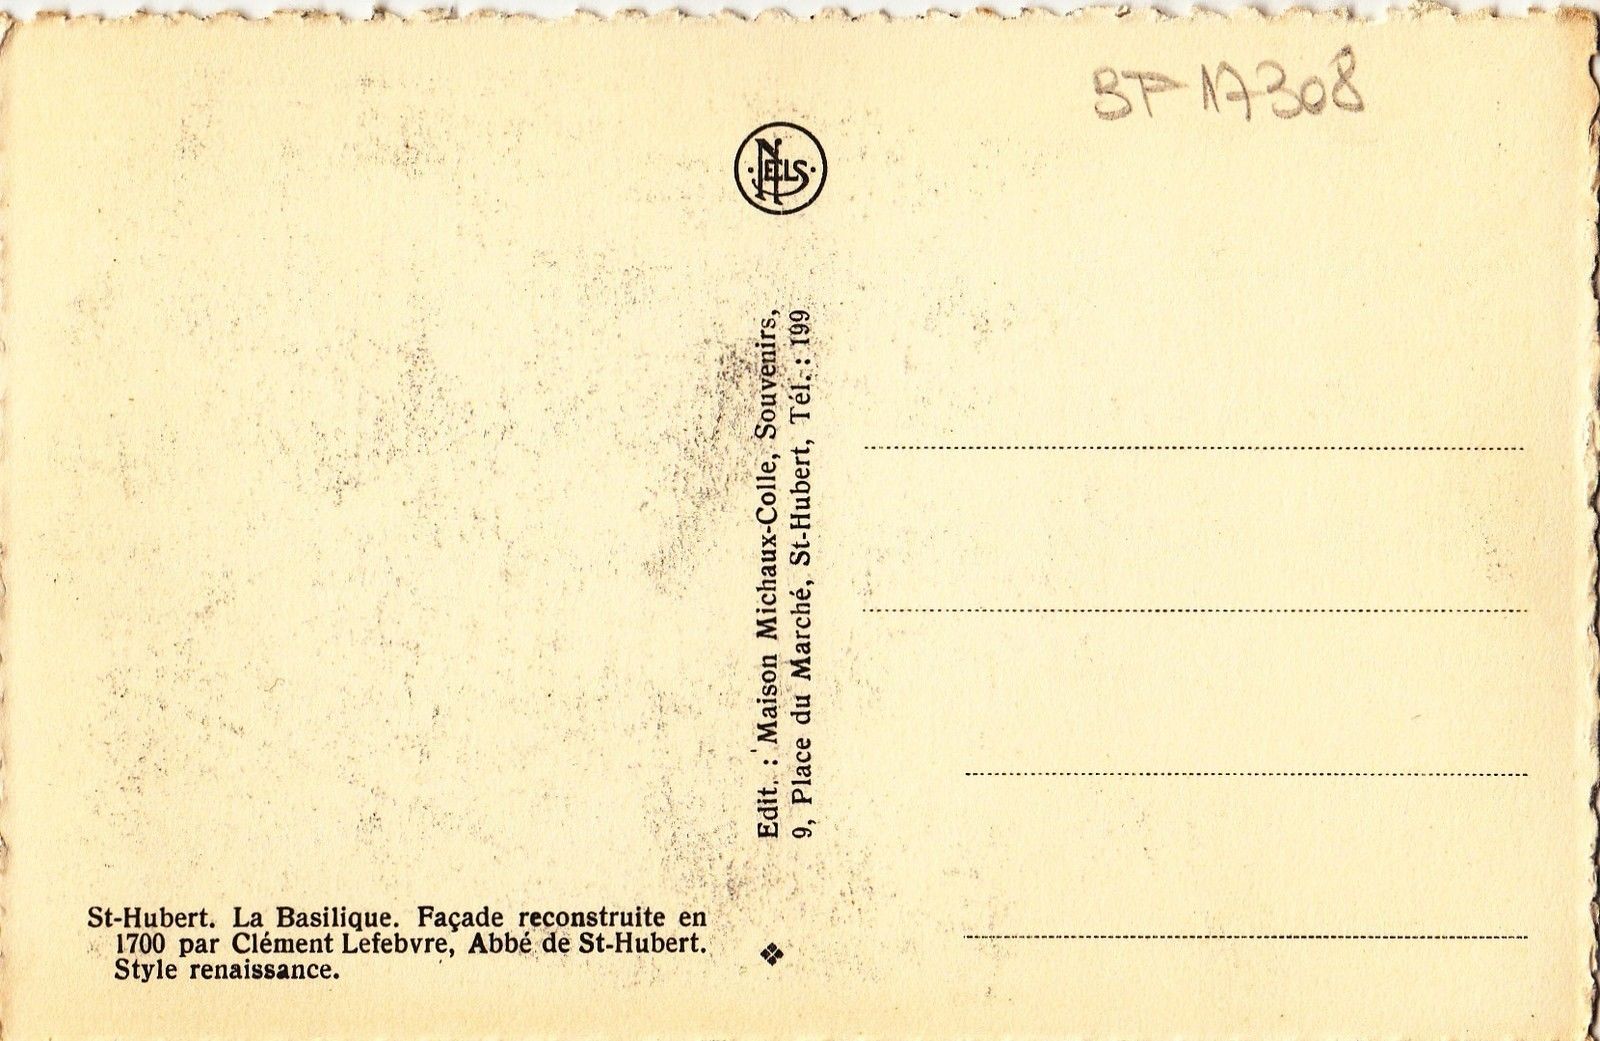 BP 17308
NELS
Edit. : Maison Michaux-Colle, Souvenirs,
9, Place du Marché, St-Hubert, Tél. : 199
St-Hubert. La Basilique. Façade reconstruite en
1700 par Clément Lefebvre, Abbé de St-Hubert.
Style renaissance.